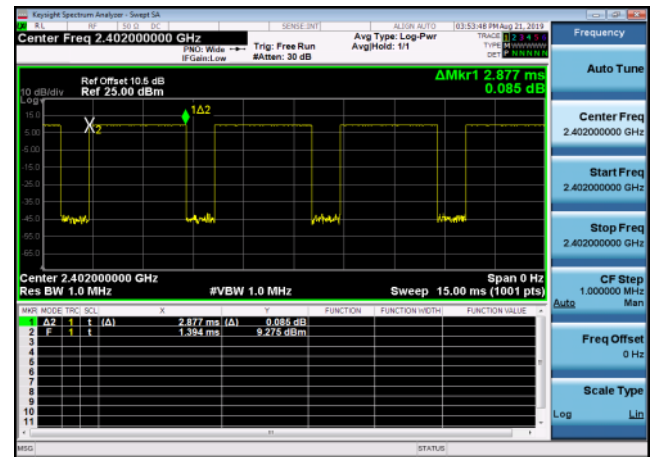 Keysight Spectrum Analyzer - Swept SA
RL RF 50 Ω DC SENSE:INT ALIGN AUTO 03:53:48 PM Aug 21, 2019
Center Freq 2.402000000 GHz
PNO: Wide
IFGain:Low
Trig: Free Run
#Atten: 30 dB
Avg Type: Log-Pwr
Avg|Hold: 1/1
TRACE 1 2 3 4 5 6
TYPE M WWWWW
DET P N N N N N
Ref Offset 10.5 dB
10 dB/div Ref 25.00 dBm
Log
ΔMkr1 2.877 ms
0.085 dB
15.0
5.00
-5.00
-15.0
-25.0
-35.0
-45.0
-55.0
-65.0
1Δ2
X2
Center 2.402000000 GHz Span 0 Hz
Res BW 1.0 MHz #VBW 1.0 MHz Sweep 15.00 ms (1001 pts)
MKR MODE TRC SCL X Y FUNCTION FUNCTION WIDTH FUNCTION VALUE
1 Δ2 1 t (Δ) 2.877 ms (Δ) 0.085 dB
2 F 1 t 1.394 ms 9.275 dBm
3
4
5
6
7
8
9
10
11
MSG STATUS
Frequency
Auto Tune
Center Freq
2.402000000 GHz
Start Freq
2.402000000 GHz
Stop Freq
2.402000000 GHz
CF Step
1.000000 MHz
Auto Man
Freq Offset
0 Hz
Scale Type
Log Lin